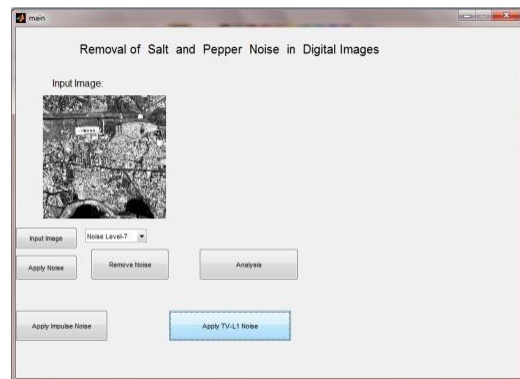 main
Removal of Salt and Pepper Noise in Digital Images
Input Image:
Input Image
Noise Level-7
Apply Noise
Remove Noise
Analysis
Apply Impulse Noise
Apply TV-L1 Noise